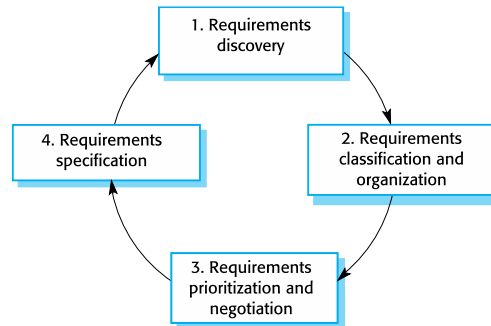 1. Requirements
discovery
2. Requirements
classification and
organization
3. Requirements
prioritization and
negotiation
4. Requirements
specification